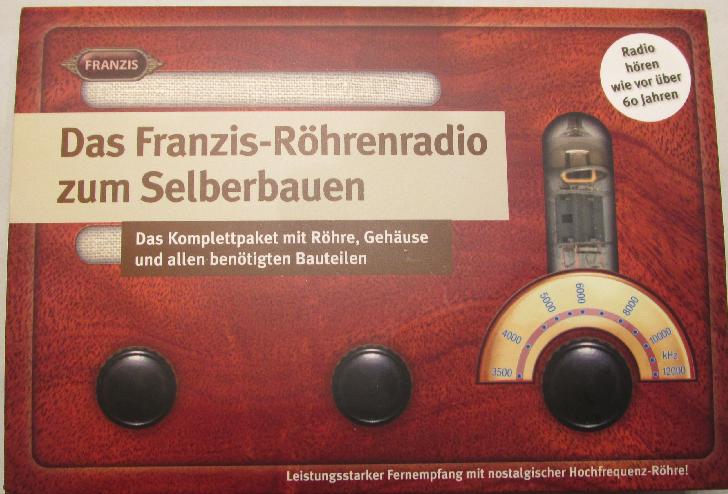 FRANZIS
Radio
hören
wie vor über
60 Jahren
Das Franzis-Röhrenradio
zum Selberbauen
Das Komplettpaket mit Röhre, Gehäuse
und allen benötigten Bauteilen
3500 4000 5000 6000 8000 10000 12000
kHz
Leistungsstarker Fernempfang mit nostalgischer Hochfrequenz-Röhre!